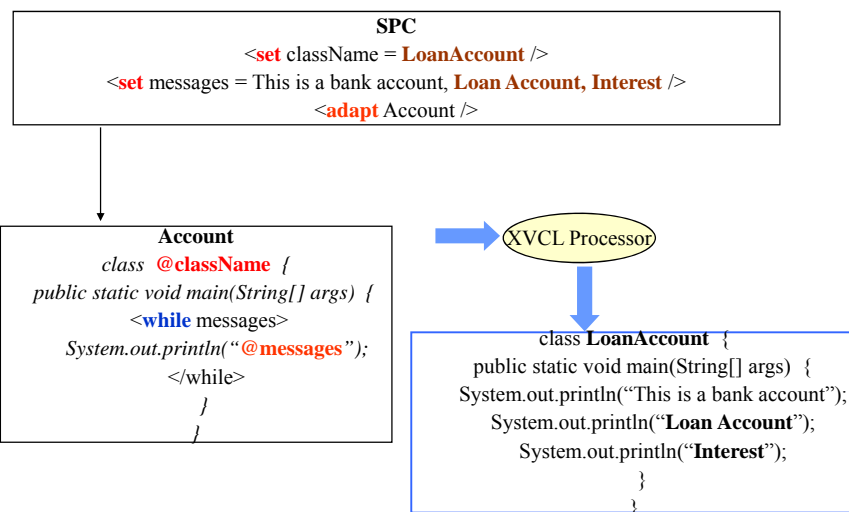 SPC
<set className = LoanAccount />
<set messages = This is a bank account, Loan Account, Interest />
<adapt Account />
Account
class @className {
public static void main(String[] args) {
<while messages>
System.out.println(“@messages”);
</while>
}
}
XVCL Processor
class LoanAccount {
public static void main(String[] args) {
System.out.println(“This is a bank account”);
System.out.println(“Loan Account”);
System.out.println(“Interest”);
}
}